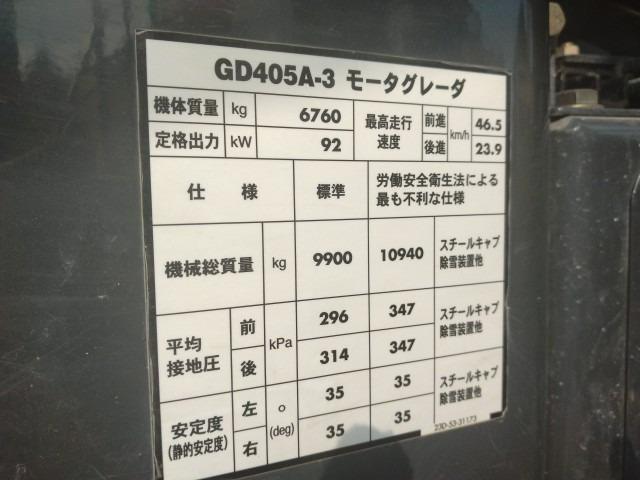 GD405A-3 モータグレーダ
機体質量 kg 6760 最高走行速度 前進 km/h 46.5
定格出力 kW 92 後進 23.9
仕様 標準 労働安全衛生法による
最も不利な仕様
機械総質量 kg 9900 10940 スチールキャブ
除雪装置他
平均接地圧 前 kPa 296 347 スチールキャブ
後 314 347 除雪装置他
安定度 左 o 35 35 スチールキャブ
(静的安定度) 右 (deg) 35 35 除雪装置他
23D-53-31173